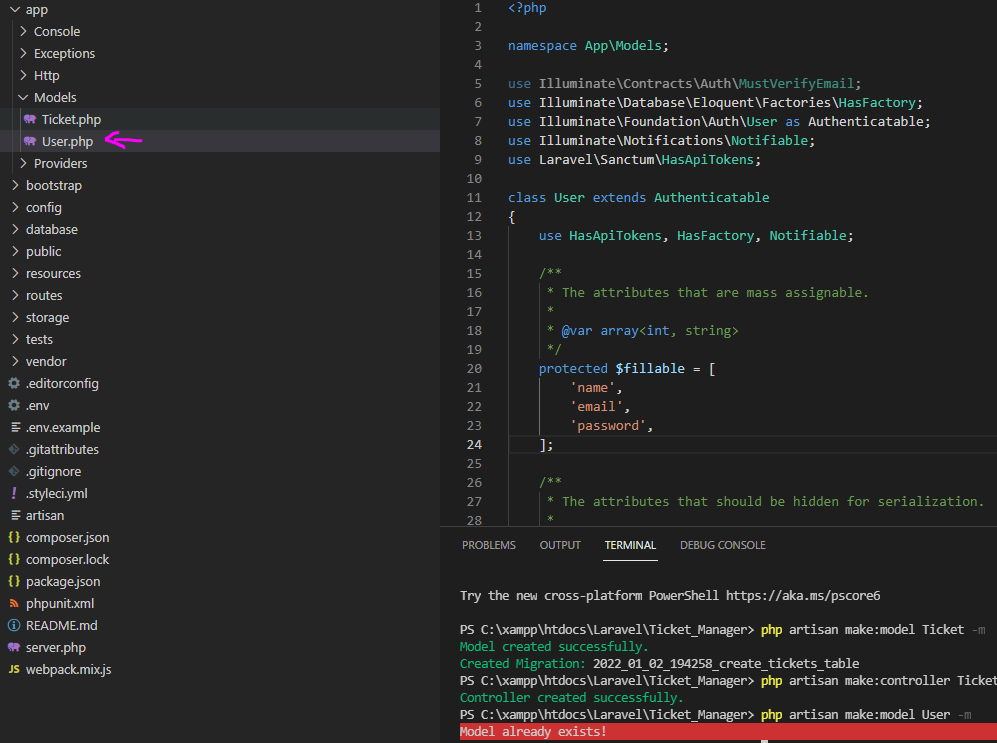 app
Console
Exceptions
Http
Models
Ticket.php
User.php
Providers
bootstrap
config
database
public
resources
routes
storage
tests
vendor
.editorconfig
.env
.env.example
.gitattributes
.gitignore
.styleci.yml
artisan
composer.json
composer.lock
package.json
phpunit.xml
README.md
server.php
webpack.mix.js
1 <?php
2
3 namespace App\Models;
4
5 use Illuminate\Contracts\Auth\MustVerifyEmail;
6 use Illuminate\Database\Eloquent\Factories\HasFactory;
7 use Illuminate\Foundation\Auth\User as Authenticatable;
8 use Illuminate\Notifications\Notifiable;
9 use Laravel\Sanctum\HasApiTokens;
10
11 class User extends Authenticatable
12 {
13 use HasApiTokens, HasFactory, Notifiable;
14
15 /**
16 * The attributes that are mass assignable.
17 *
18 * @var array<int, string>
19 */
20 protected $fillable = [
21 'name',
22 'email',
23 'password',
24 ];
25
26 /**
27 * The attributes that should be hidden for serialization.
28 *
PROBLEMS OUTPUT TERMINAL DEBUG CONSOLE
Try the new cross-platform PowerShell https://aka.ms/pscore6
PS C:\xampp\htdocs\Laravel\Ticket_Manager> php artisan make:model Ticket -m
Model created successfully.
Created Migration: 2022_01_02_194258_create_tickets_table
PS C:\xampp\htdocs\Laravel\Ticket_Manager> php artisan make:controller Ticket
Controller created successfully.
PS C:\xampp\htdocs\Laravel\Ticket_Manager> php artisan make:model User -m
Model already exists!